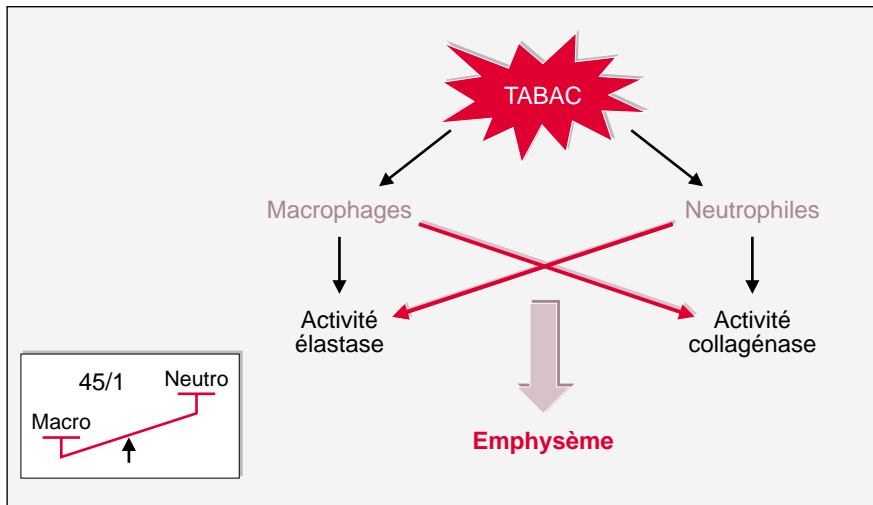 TABAC
Macrophages
Neutrophiles
Activité
élastase
Activité
collagénase
45/1
Neutro
Macro
Emphysème